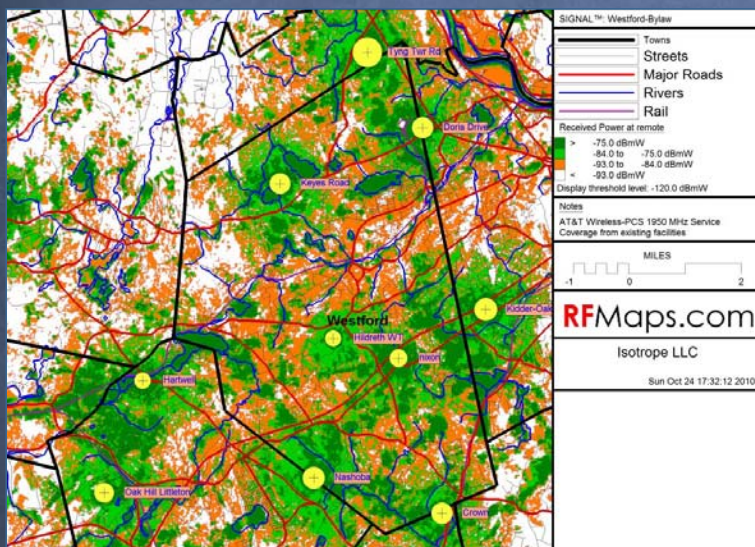 Tyng Twr Rd
Doris Drive
Keyes Road
Kidder-Oak
Westford
Hildreth WT
nixon
Hartwell
Nashoba
Oak Hill Littleton
Crown
SIGNAL™: Westford-Bylaw
Towns
Streets
Major Roads
Rivers
Rail
Received Power at remote
> -75.0 dBmW
-84.0 to -75.0 dBmW
-93.0 to -84.0 dBmW
< -93.0 dBmW
Display threshold level: -120.0 dBmW
Notes
AT&T Wireless-PCS 1950 MHz Service
Coverage from existing facilities
MILES
-1 0 2
RFMaps.com
Isotrope LLC
Sun Oct 24 17:32:12 2010